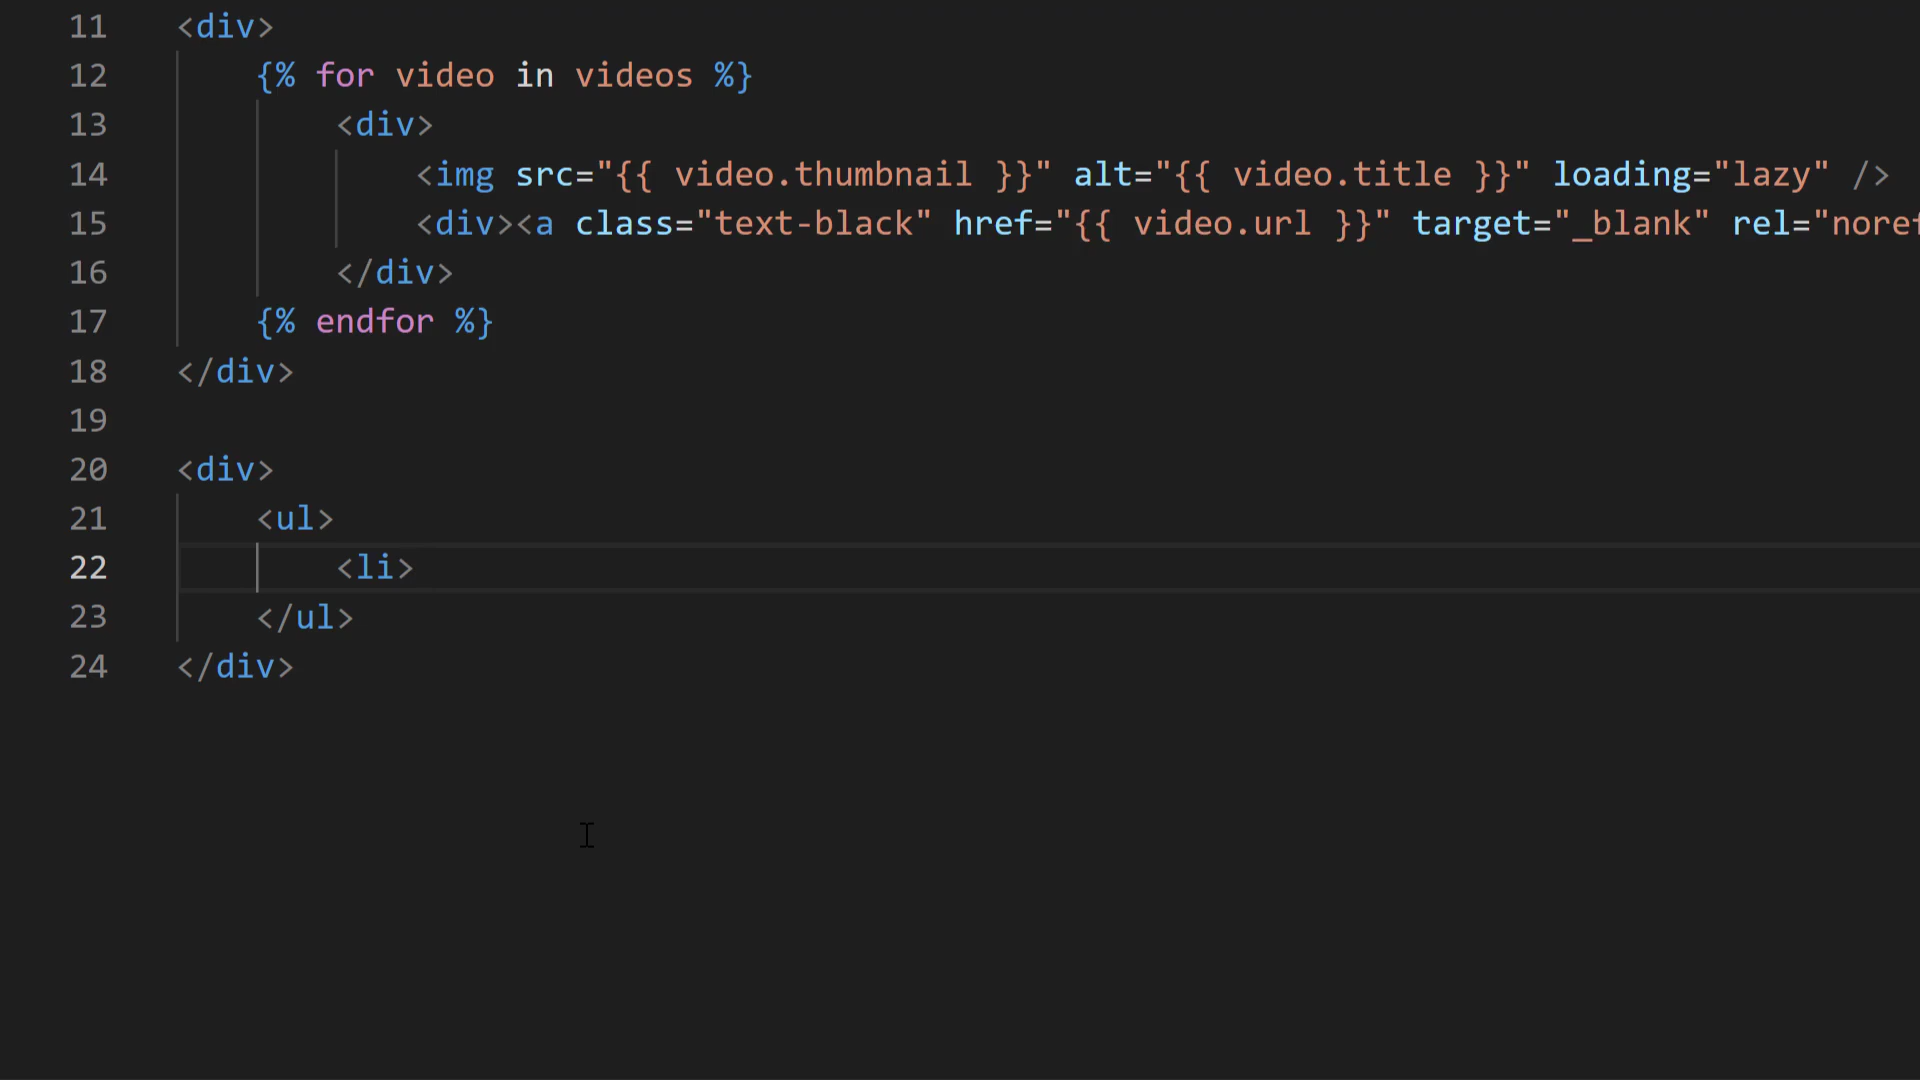 11 <div>
12 {% for video in videos %}
13 <div>
14 <img src="{{ video.thumbnail }}" alt="{{ video.title }}" loading="lazy" />
15 <div><a class="text-black" href="{{ video.url }}" target="_blank" rel="noref
16 </div>
17 {% endfor %}
18 </div>
19
20 <div>
21 <ul>
22 <li>
23 </ul>
24 </div>